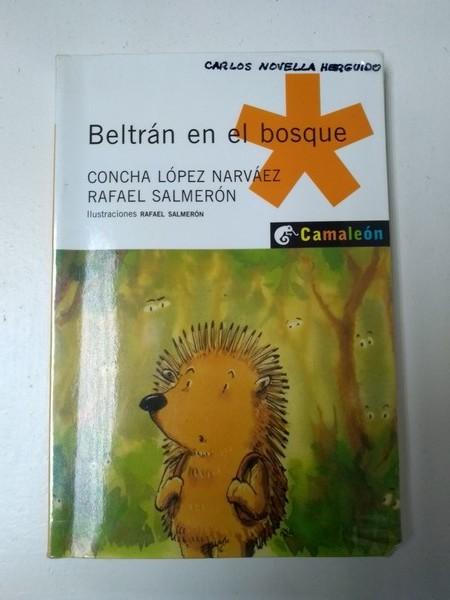 CARLOS NOVELLA HERGUIDO
Beltrán en el bosque
CONCHA LÓPEZ NARVÁEZ
RAFAEL SALMERÓN
Ilustraciones RAFAEL SALMERÓN
Camaleón